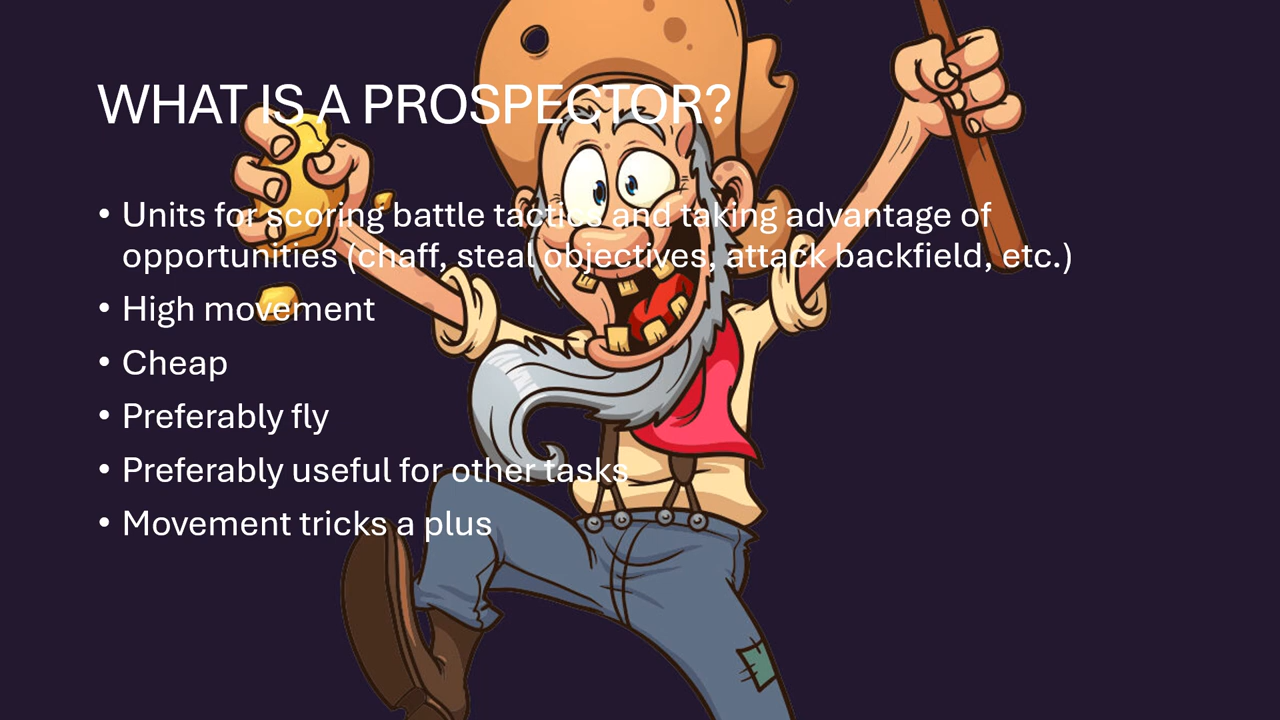 WHAT IS A PROSPECTOR?
• Units for scoring battle tactics and taking advantage of
opportunities (chaff, steal objectives, attack backfield, etc.)
• High movement
• Cheap
• Preferably fly
• Preferably useful for other tasks
• Movement tricks a plus